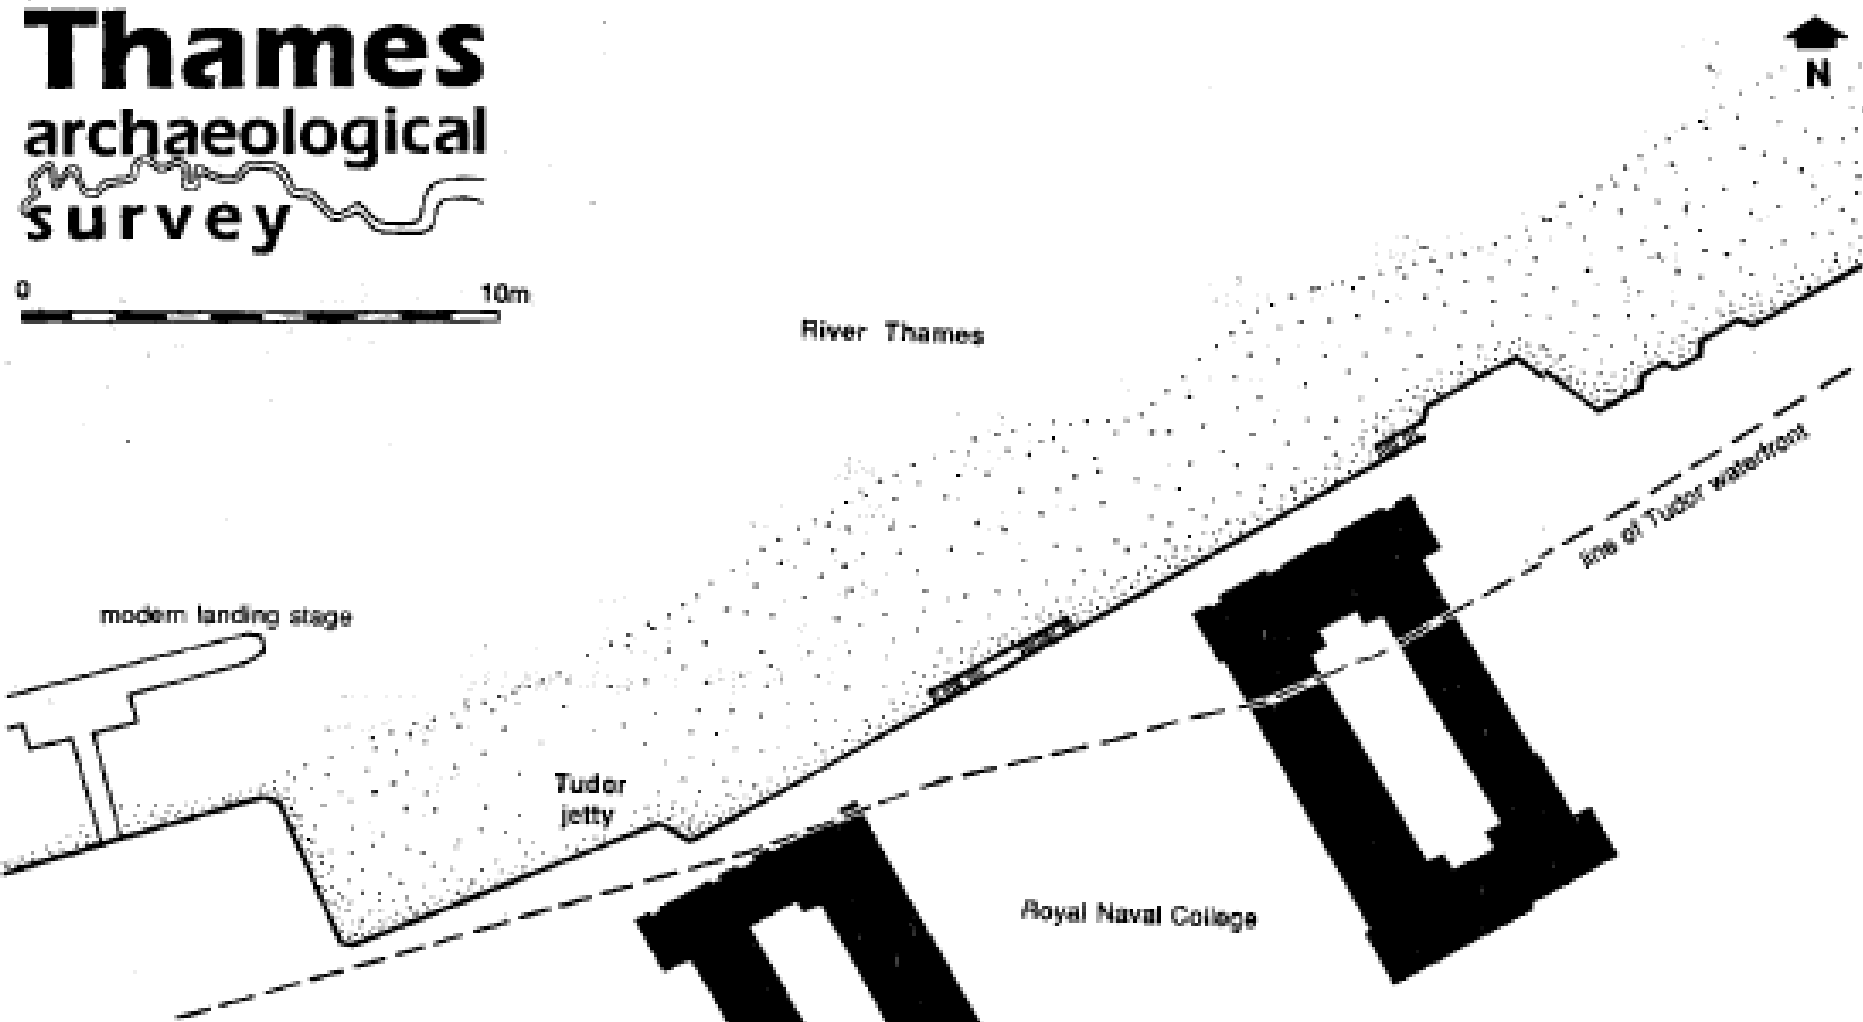 Thames
archaeological
survey
0 10m
N
River Thames
line of Tudor waterfront
modern landing stage
Tudor
jetty
Royal Naval College